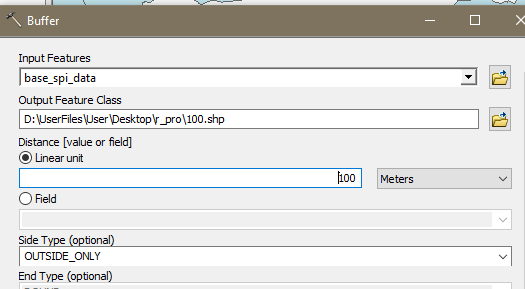 Buffer
Input Features
base_spi_data
Output Feature Class
D:\UserFiles\User\Desktop\r_pro\100.shp
Distance [value or field]
Linear unit
100 Meters
Field
Side Type (optional)
OUTSIDE_ONLY
End Type (optional)